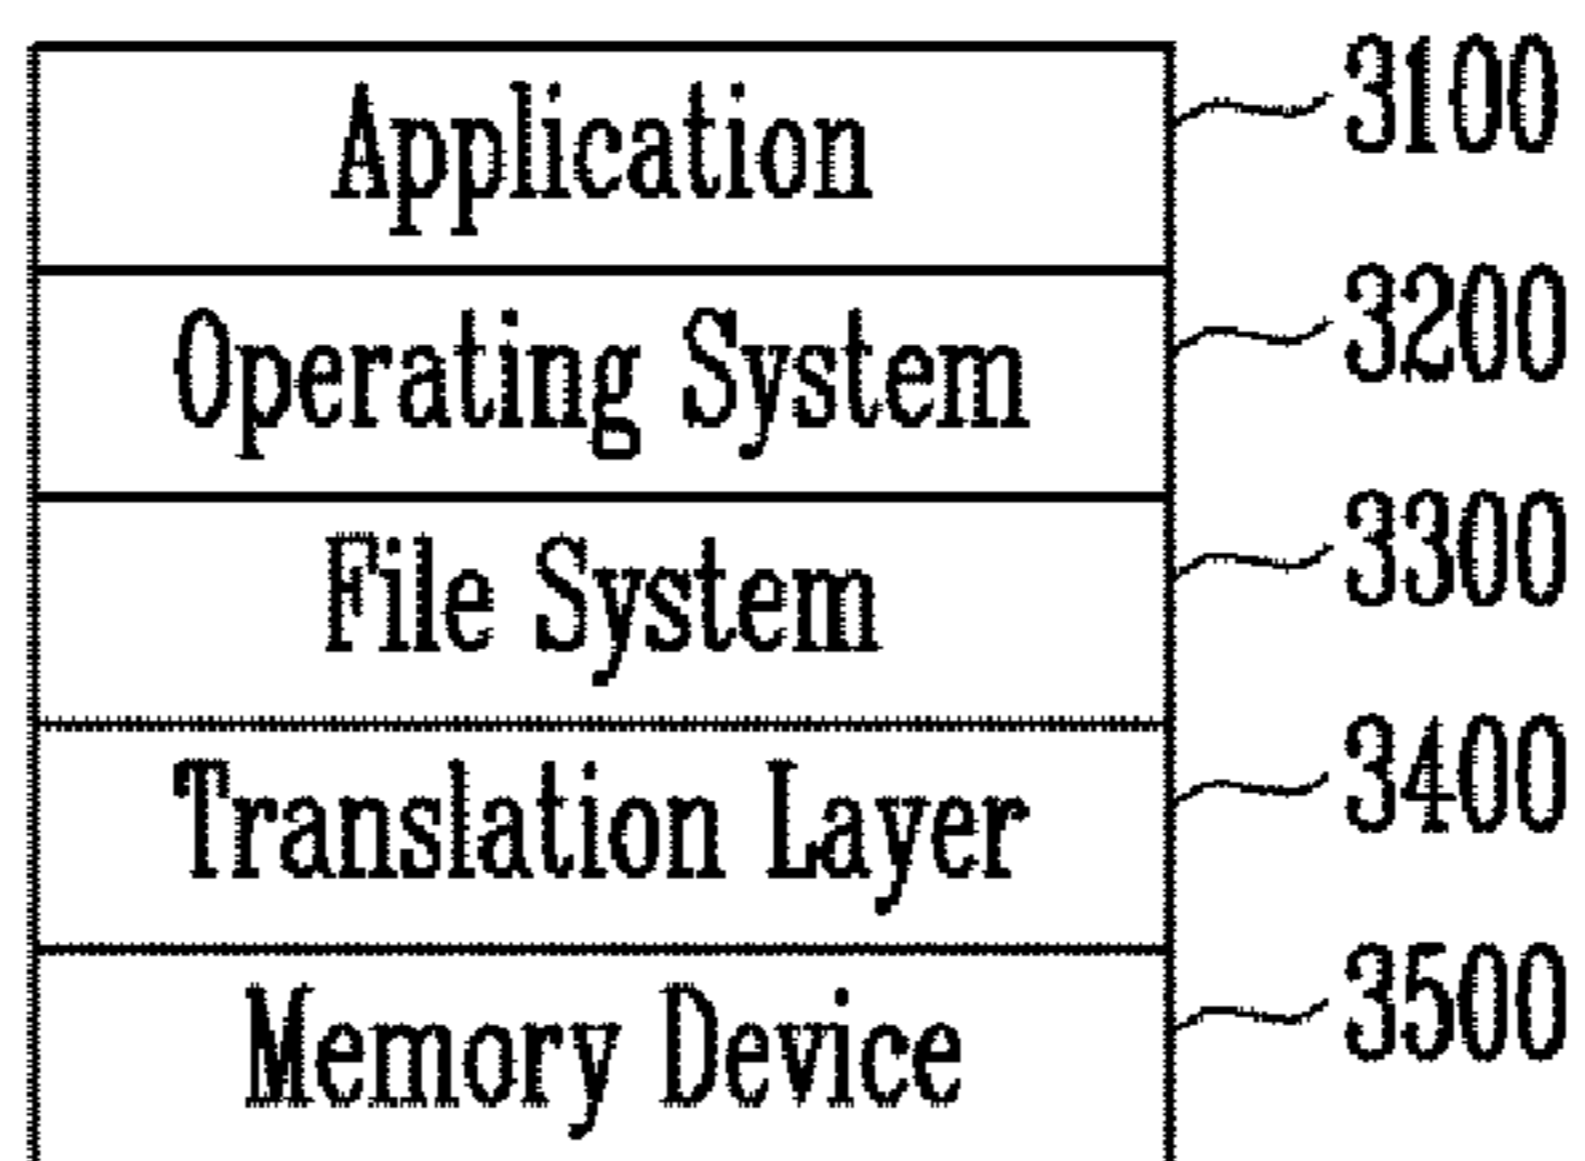 Application 3100
Operating System 3200
File System 3300
Translation Layer 3400
Memory Device 3500